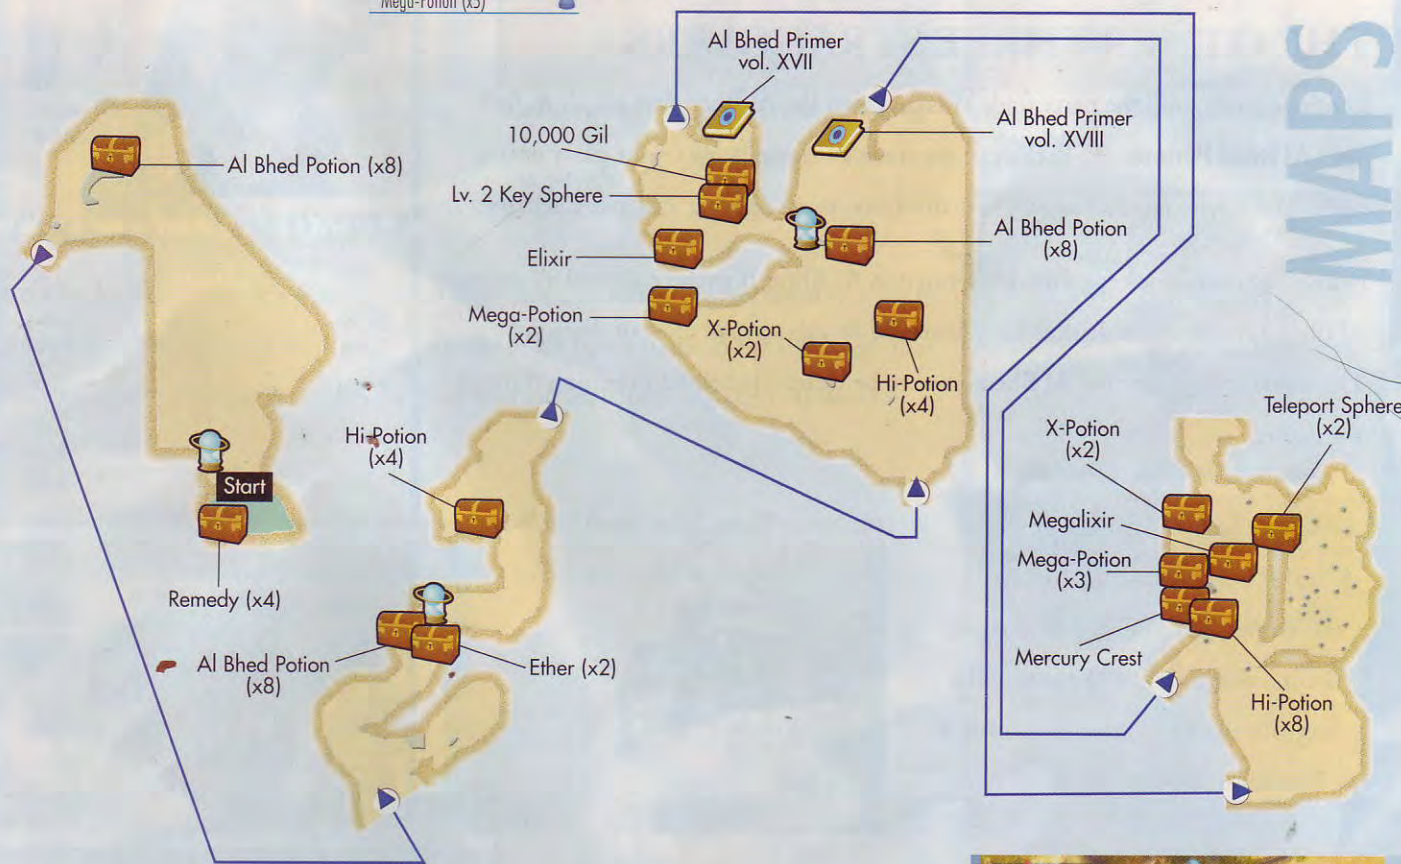 Mega-Potion (x3)
MAPS
Al Bhed Primer
vol. XVII
10,000 Gil
Al Bhed Primer
vol. XVIII
Al Bhed Potion (x8)
Lv. 2 Key Sphere
Elixir
Al Bhed Potion
(x8)
Mega-Potion
(x2)
X-Potion
(x2)
Hi-Potion
(x4)
Hi-Potion
(x4)
Start
Remedy (x4)
Al Bhed Potion
(x8)
Ether (x2)
Teleport Sphere
(x2)
X-Potion
(x2)
Megalixir
Mega-Potion
(x3)
Mercury Crest
Hi-Potion
(x8)